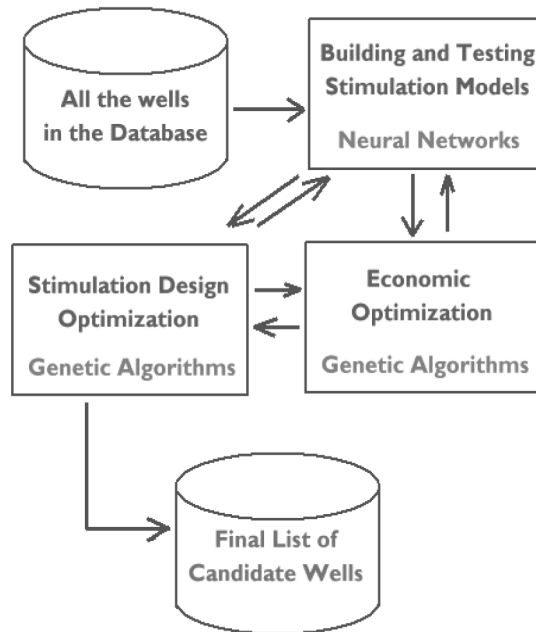 All the wells
in the Database
Building and Testing
Stimulation Models
Neural Networks
Stimulation Design
Optimization
Genetic Algorithms
Economic
Optimization
Genetic Algorithms
Final List of
Candidate Wells